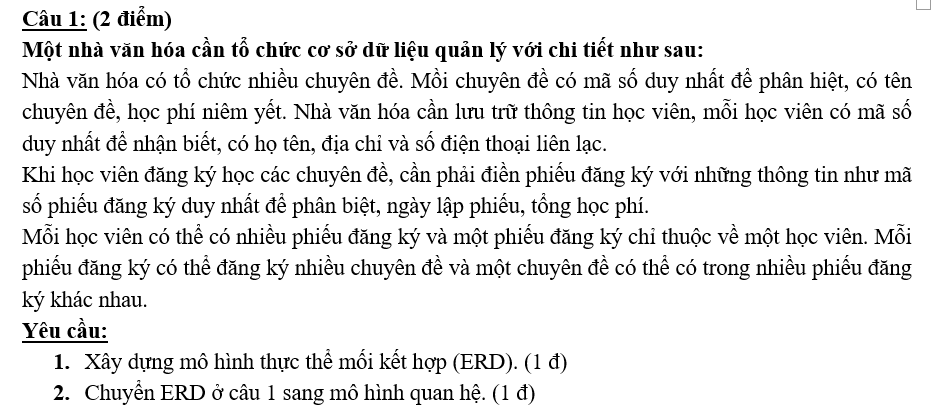 Câu 1: (2 điểm)
Một nhà văn hóa cần tổ chức cơ sở dữ liệu quản lý với chi tiết như sau:
Nhà văn hóa có tổ chức nhiều chuyên đề. Mồi chuyên đề có mã số duy nhất để phân hiệt, có tên
chuyên đề, học phí niêm yết. Nhà văn hóa cần lưu trữ thông tin học viên, mỗi học viên có mã số
duy nhất để nhận biết, có họ tên, địa chỉ và số điện thoại liên lạc.
Khi học viên đăng ký học các chuyên đề, cần phải điền phiếu đăng ký với những thông tin như mã
số phiếu đăng ký duy nhất để phân biệt, ngày lập phiếu, tổng học phí.
Mỗi học viên có thể có nhiều phiếu đăng ký và một phiếu đăng ký chỉ thuộc về một học viên. Mỗi
phiếu đăng ký có thể đăng ký nhiều chuyên đề và một chuyên đề có thể có trong nhiều phiếu đăng
ký khác nhau.
Yêu cầu:
1. Xây dựng mô hình thực thể mối kết hợp (ERD). (1 đ)
2. Chuyển ERD ở câu 1 sang mô hình quan hệ. (1 đ)